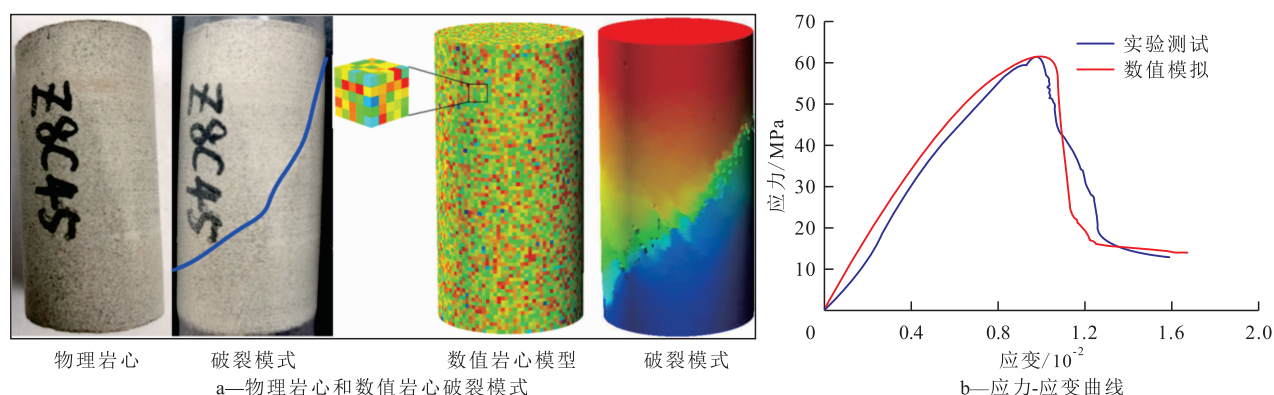 Z8C45
Z8C45
物理岩心
破裂模式
数值岩心模型
破裂模式
a—物理岩心和数值岩心破裂模式
70
60
50
40
30
20
10
0
0.4
0.8
1.2
1.6
2.0
应力/MPa
应变/10⁻²
实验测试
数值模拟
b—应力-应变曲线